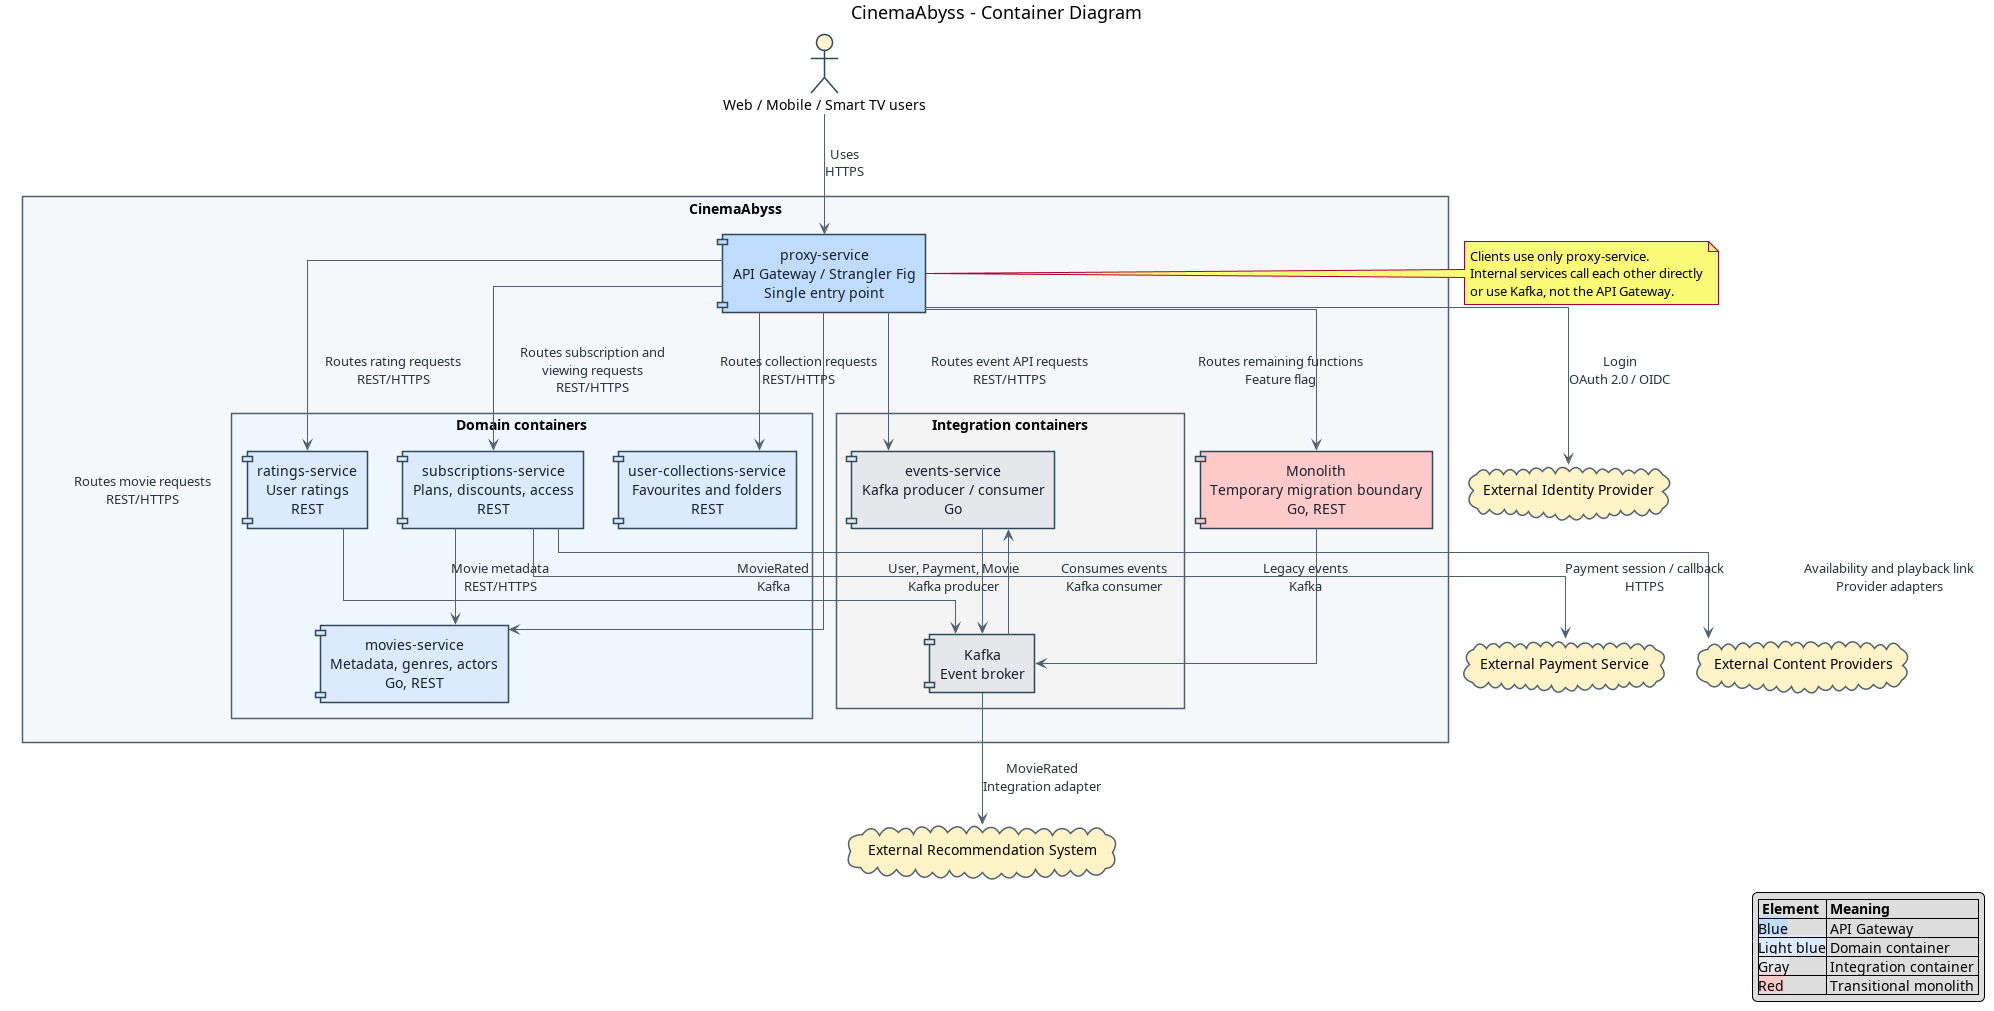 CinemaAbyss - Container Diagram
Web / Mobile / Smart TV users
Uses
HTTPS
CinemaAbyss
proxy-service
API Gateway / Strangler Fig
Single entry point
Clients use only proxy-service.
Internal services call each other directly
or use Kafka, not the API Gateway.
Routes rating requests
REST/HTTPS
Routes subscription and
viewing requests
REST/HTTPS
Routes collection requests
REST/HTTPS
Routes event API requests
REST/HTTPS
Routes remaining functions
Feature flag
Login
OAuth 2.0 / OIDC
Domain containers
Integration containers
Routes movie requests
REST/HTTPS
ratings-service
User ratings
REST
subscriptions-service
Plans, discounts, access
REST
user-collections-service
Favourites and folders
REST
events-service
Kafka producer / consumer
Go
Monolith
Temporary migration boundary
Go, REST
External Identity Provider
Movie metadata
REST/HTTPS
MovieRated
Kafka
User, Payment, Movie
Kafka producer
Consumes events
Kafka consumer
Legacy events
Kafka
Payment session / callback
HTTPS
Availability and playback link
Provider adapters
movies-service
Metadata, genres, actors
Go, REST
Kafka
Event broker
External Payment Service
External Content Providers
MovieRated
Integration adapter
External Recommendation System
Element Meaning
Blue API Gateway
Light blue Domain container
Gray Integration container
Red Transitional monolith